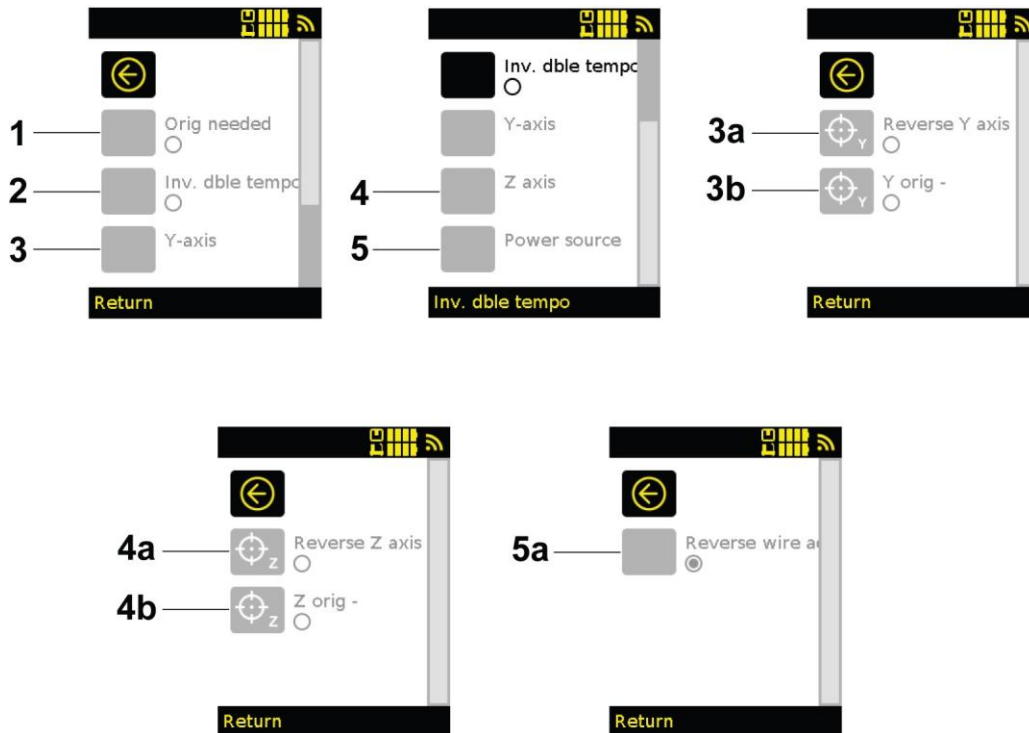 1
Orig needed
2
Inv. dble tempo
3
Y-axis
Return
Inv. dble tempo
Y-axis
4
Z axis
5
Power source
Inv. dble tempo
3a
Reverse Y axis
Y
3b
Y orig -
Y
Return
4a
Reverse Z axis
Z
4b
Z orig -
Z
Return
5a
Reverse wire
Return